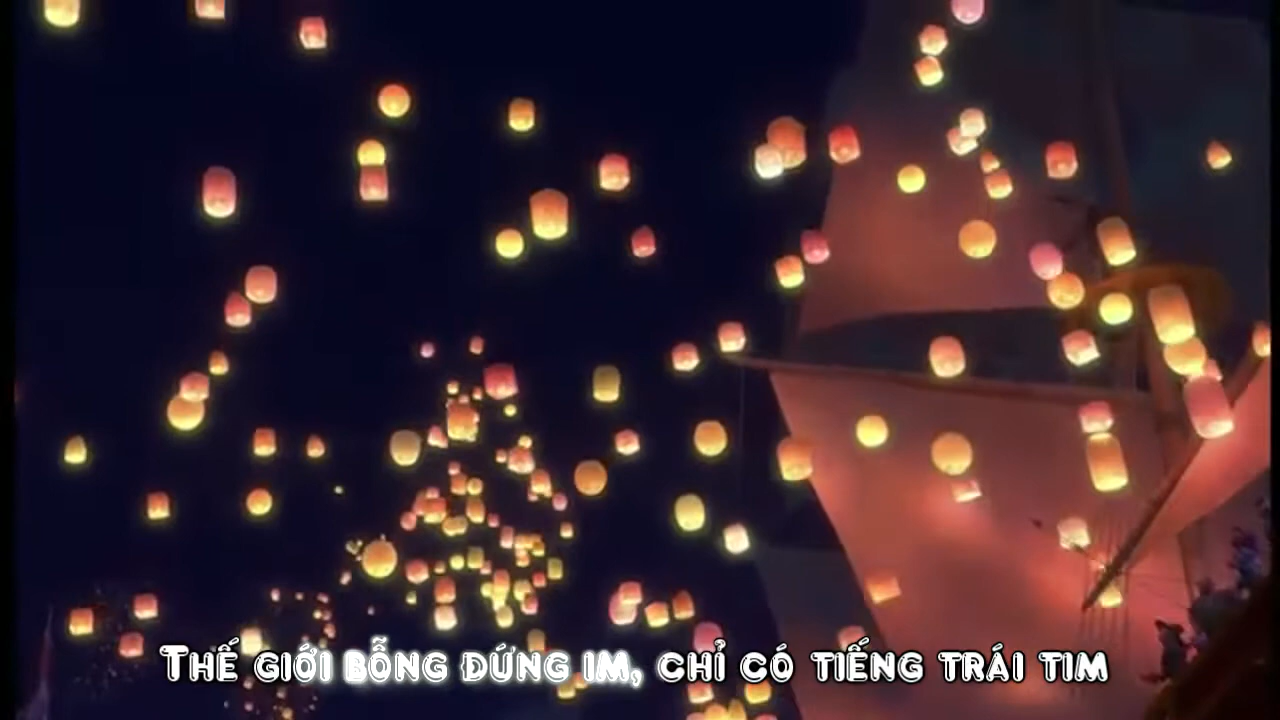 Thế giới bỗng đứng im, chỉ có tiếng trái tim